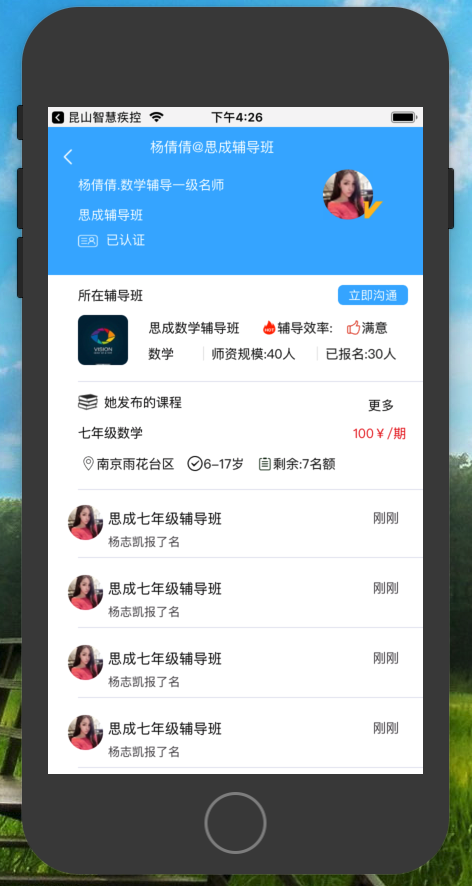 昆山智慧疾控 下午4:26
杨倩倩@思成辅导班
杨倩倩.数学辅导一级名师
思成辅导班
已认证
所在辅导班 立即沟通
思成数学辅导班 HOT 辅导效率: 满意
数学 师资规模:40人 已报名:30人
VISION
她发布的课程 更多
七年级数学 100￥/期
南京雨花台区 6-17岁 剩余:7名额
思成七年级辅导班 刚刚
杨志凯报了名
思成七年级辅导班 刚刚
杨志凯报了名
思成七年级辅导班 刚刚
杨志凯报了名
思成七年级辅导班 刚刚
杨志凯报了名